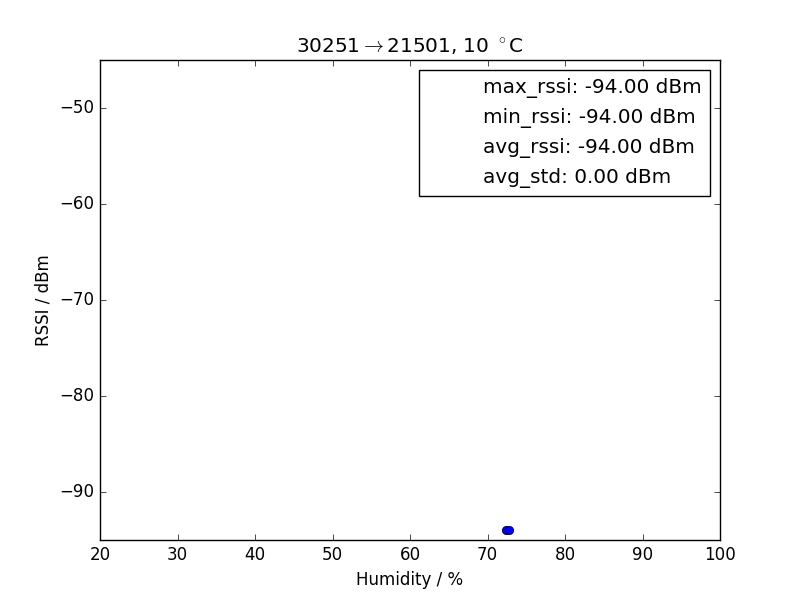 30251→21501, 10 °C
max_rssi: -94.00 dBm
min_rssi: -94.00 dBm
avg_rssi: -94.00 dBm
avg_std: 0.00 dBm
−50
−60
−70
−80
−90
RSSI / dBm
20 30 40 50 60 70 80 90 100
Humidity / %